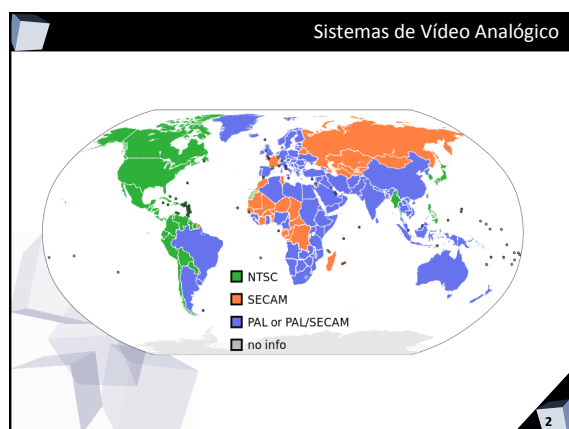 Sistemas de Vídeo Analógico
NTSC
SECAM
PAL or PAL/SECAM
no info
2